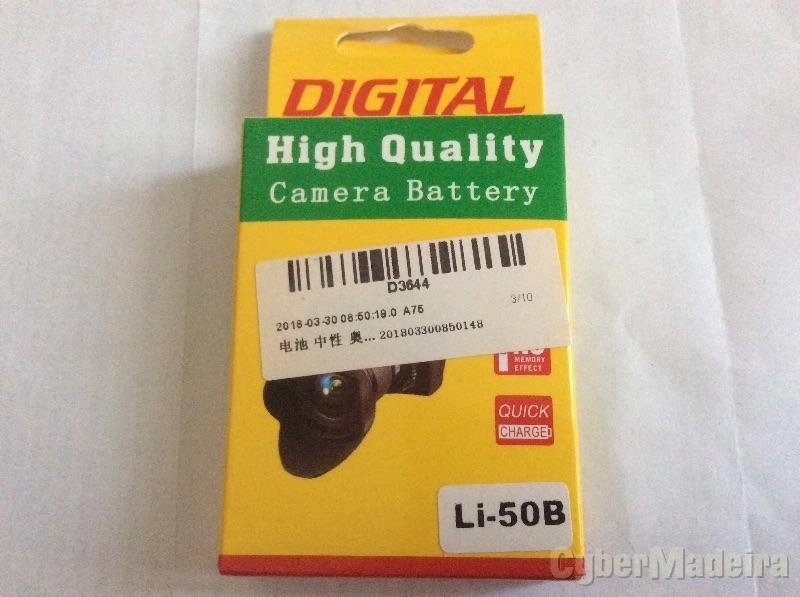 DIGITAL
High Quality
Camera Battery
D3644
3/10
2018-03-30 08:50:19.0 A75
电池 中性 奥... 201803300850148
MEMORY
EFFECT
QUICK
CHARGE
Li-50B
CyberMadeira